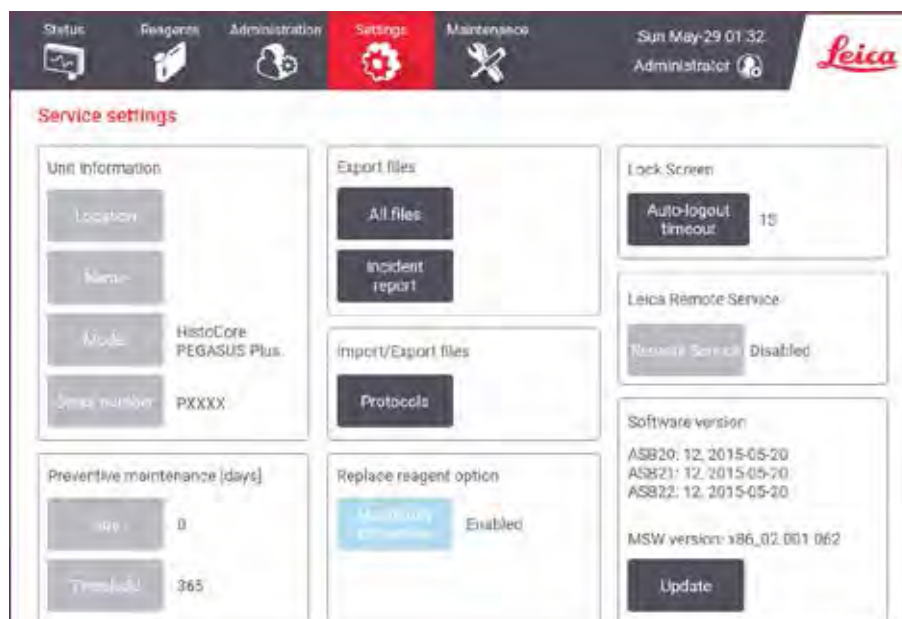 Status Reagents Administration Settings Maintenance
Sun May-29 01:32
Administrator
Leica
Service settings
Unit Information
Location
Name
Model
HistoCore
PEGASUS Plus
Serial number
PXXXX
Preventive maintenance [days]
0
Threshold
365
Export files
All files
Incident
report
Import/Export files
Protocols
Replace reagent option
Enabled
Lock Screen
Auto-logout
timeout
15
Leica Remote Service
Remote Service
Disabled
Software version
ASB20: 12, 2015-05-20
ASB21: 12, 2015-05-20
ASB22: 12, 2015-05-20
MSW version: x86_02.001.062
Update